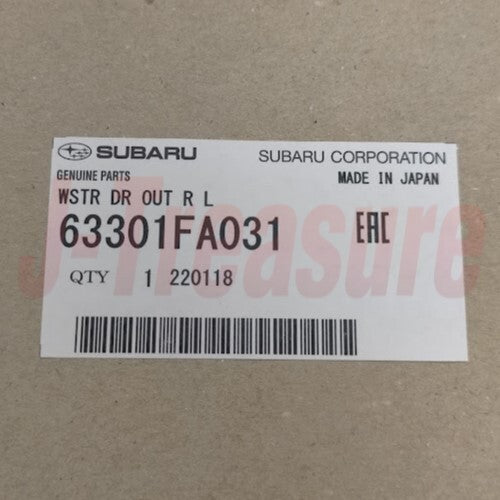 SUBARU
SUBARU CORPORATION
GENUINE PARTS
MADE IN JAPAN
WSTR DR OUT R L
63301FA031
EAC
QTY 1 220118
J-Treasure